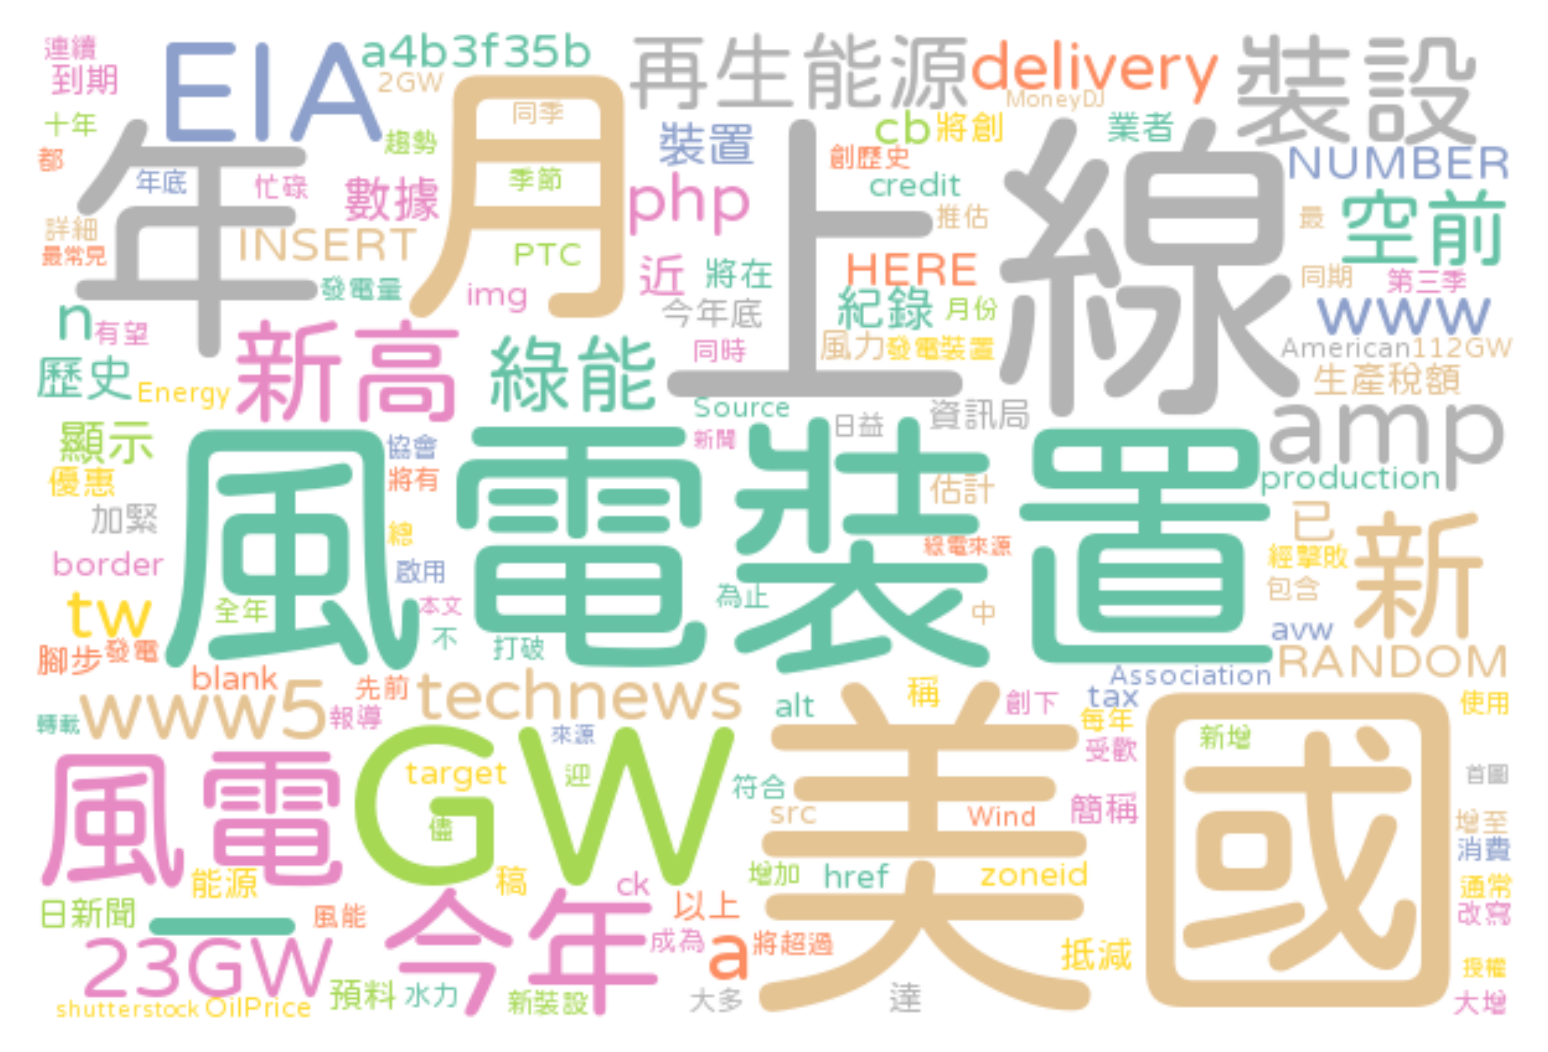 連續
到期
EIA
a4b3f35b
2GW
月
同季
再生能源
delivery
MoneyDJ
裝設
十年
都
年
年底
忙碌
趨勢
數據
季節
裝置
php
cb
將創
業者
創歷史
credit
推估
上
線
NUMBER
最
空前
詳細
最常見
INSERT
PTC
發電量
img
近
將在
HERE
同期
第三季
n
有望
今年底
紀錄
月份
www
歷史
Energy
新高
綠能
同時
風力
發電裝置
American
112GW
生產稅額
Source
顯示
協會
新聞
日益
資訊局
amp
優惠
將有
風電裝置
估計
production
加緊
總
已
新
border
啟用
綠電來源
經擊敗
tw
全年
本文
不
為止
中
包含
avw
腳步
發電
打破
Association
RANDOM
blank
先前
technews
alt
稱
創下
tax
每年
使用
轉載
www5
報導
來源
美國
受歡
新增
風電
GW
target
迎
符合
src
Wind
簡稱
首圖
儘
增至
消費
能源
稿
增加
href
zoneid
通常
日新聞
一
風能
今年
ck
以上
改寫
23GW
成為
a
將超過
抵減
授權
shutterstock
OilPrice
預料
水力
新裝設
大多
達
大增